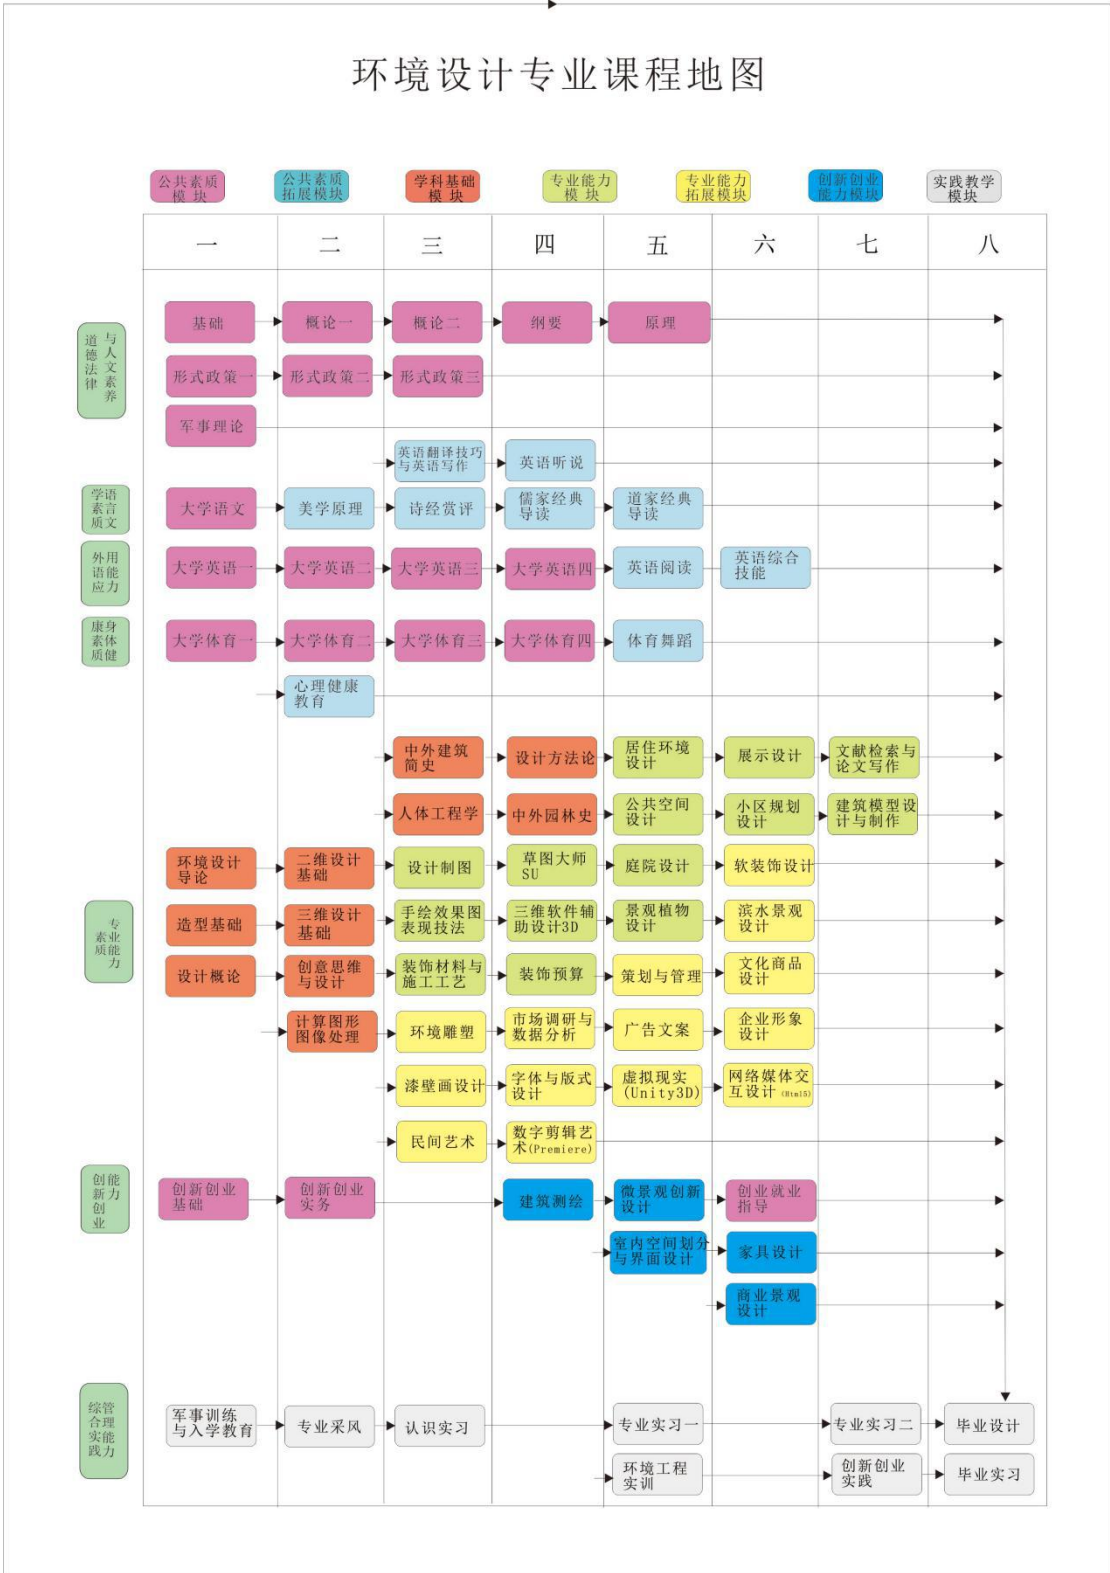 环境设计专业课程地图
公共素质
模 块
公共素质
拓展模块
学科基础
模 块
专业能力
模 块
专业能力
拓展模块
创新创业
能力模块
实践教学
模块
一
二
三
四
五
六
七
八
道德法律
与人文素养
基础
概论一
概论二
纲要
原理
形式政策一
形式政策二
形式政策三
军事理论
英语翻译技巧
与英语写作
英语听说
学语
素言
质文
大学语文
美学原理
诗经赏评
儒家经典
导读
道家经典
导读
外用
语能
应力
大学英语一
大学英语二
大学英语三
大学英语四
英语阅读
英语综合
技能
康身
素体
质健
大学体育一
大学体育二
大学体育三
大学体育四
体育舞蹈
心理健康
教育
中外建筑
简史
设计方法论
居住环境
设计
展示设计
文献检索与
论文写作
人体工程学
中外园林史
公共空间
设计
小区规划
设计
建筑模型设
计与制作
环境设计
导论
二维设计
基础
设计制图
草图大师
SU
庭院设计
软装饰设计
素质
专业能力
造型基础
三维设计
基础
手绘效果图
表现技法
三维软件辅
助设计3D
景观植物
设计
滨水景观
设计
设计概论
创意思维
与设计
装饰材料与
施工工艺
装饰预算
策划与管理
文化商品
设计
计算图形
图像处理
环境雕塑
市场调研与
数据分析
广告文案
企业形象
设计
漆壁画设计
字体与版式
设计
虚拟现实
(Unity3D)
网络媒体交
互设计 (Html5)
民间艺术
数字剪辑艺
术(Premiere)
创新创业
能力
创新创业
基础
创新创业
实务
建筑测绘
微景观创新
设计
创业就业
指导
室内空间划分
与界面设计
家具设计
商业景观
设计
综管
合理
实能
践力
军事训练
与入学教育
专业采风
认识实习
专业实习一
专业实习二
毕业设计
环境工程
实训
创新创业
实践
毕业实习